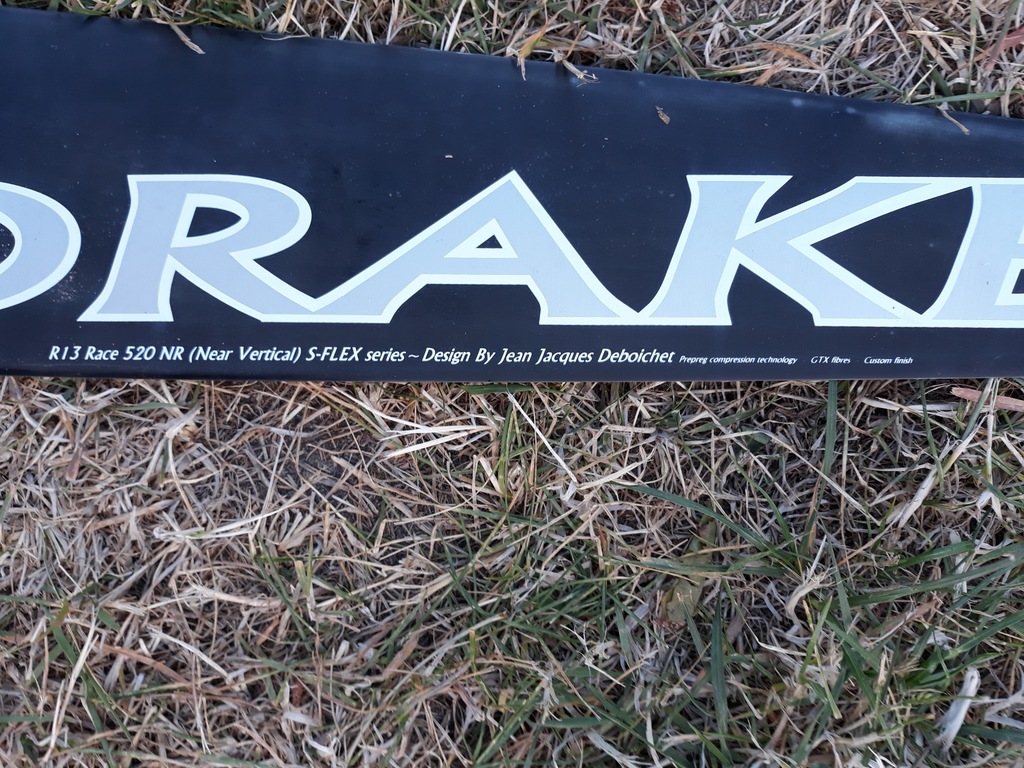 DRAKE
R13 Race 520 NR (Near Vertical) S-FLEX series ~ Design By Jean Jacques Deboichet Prepreg compression technology GTX fibres Custom finish